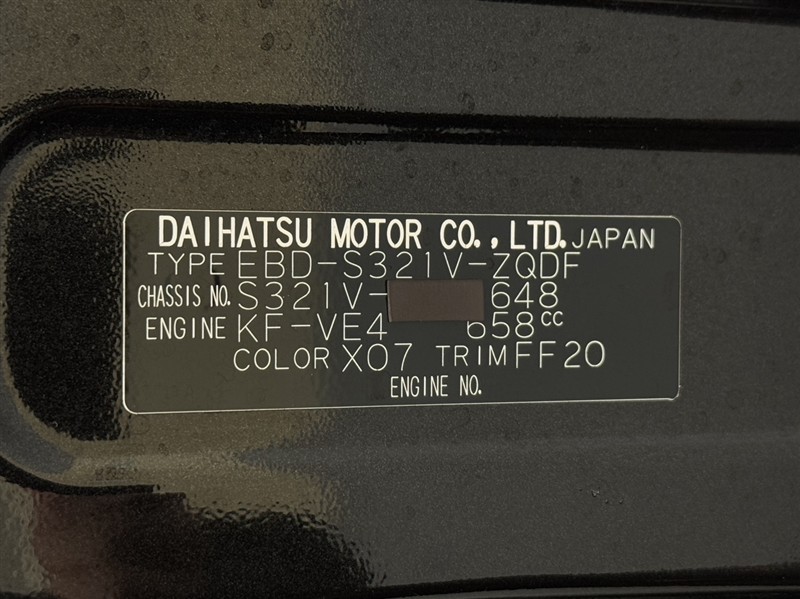 DAIHATSU MOTOR CO.,LTD. JAPAN
TYPE EBD-S321V-ZQDF
CHASSIS NO. S321V- 648
ENGINE KF-VE4 658cc
COLOR X07 TRIM FF20
ENGINE NO.